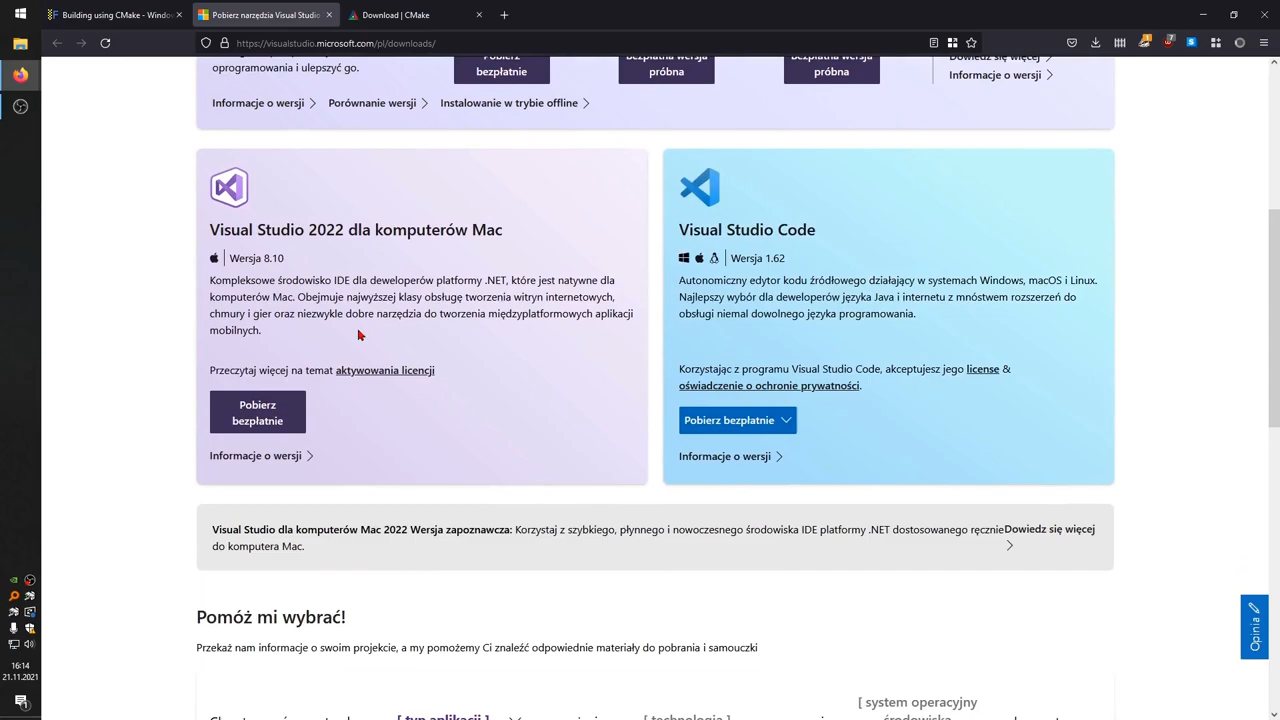 Building using CMake - Windo
Pobierz narzędzia Visual Studio
Download | CMake
https://visualstudio.microsoft.com/pl/downloads/
oprogramowania i ulepszyć go.
bezpłatnie
próbna
próbna
Informacje o wersji
Informacje o wersji
Porównanie wersji
Instalowanie w trybie offline
Visual Studio 2022 dla komputerów Mac
Wersja 8.10
Kompleksowe środowisko IDE dla deweloperów platformy .NET, które jest natywne dla
komputerów Mac. Obejmuje najwyższej klasy obsługę tworzenia witryn internetowych,
chmury i gier oraz niezwykle dobre narzędzia do tworzenia międzyplatformowych aplikacji
mobilnych.
Przeczytaj więcej na temat aktywowania licencji
Pobierz
bezpłatnie
Informacje o wersji
Visual Studio Code
Wersja 1.62
Autonomiczny edytor kodu źródłowego działający w systemach Windows, macOS i Linux.
Najlepszy wybór dla deweloperów języka Java i internetu z mnóstwem rozszerzeń do
obsługi niemal dowolnego języka programowania.
Korzystając z programu Visual Studio Code, akceptujesz jego license &
oświadczenie o ochronie prywatności.
Pobierz bezpłatnie
Informacje o wersji
Visual Studio dla komputerów Mac 2022 Wersja zapoznawcza: Korzystaj z szybkiego, płynnego i nowoczesnego środowiska IDE platformy .NET dostosowanego ręcznie
do komputera Mac.
Dowiedz się więcej
Pomóż mi wybrać!
Przekaż nam informacje o swoim projekcie, a my pomożemy Ci znaleźć odpowiednie materiały do pobrania i samouczki
[ system operacyjny
[ typ aplikacji ]
[ technologia ]
Opinia
16:14
21.11.2021